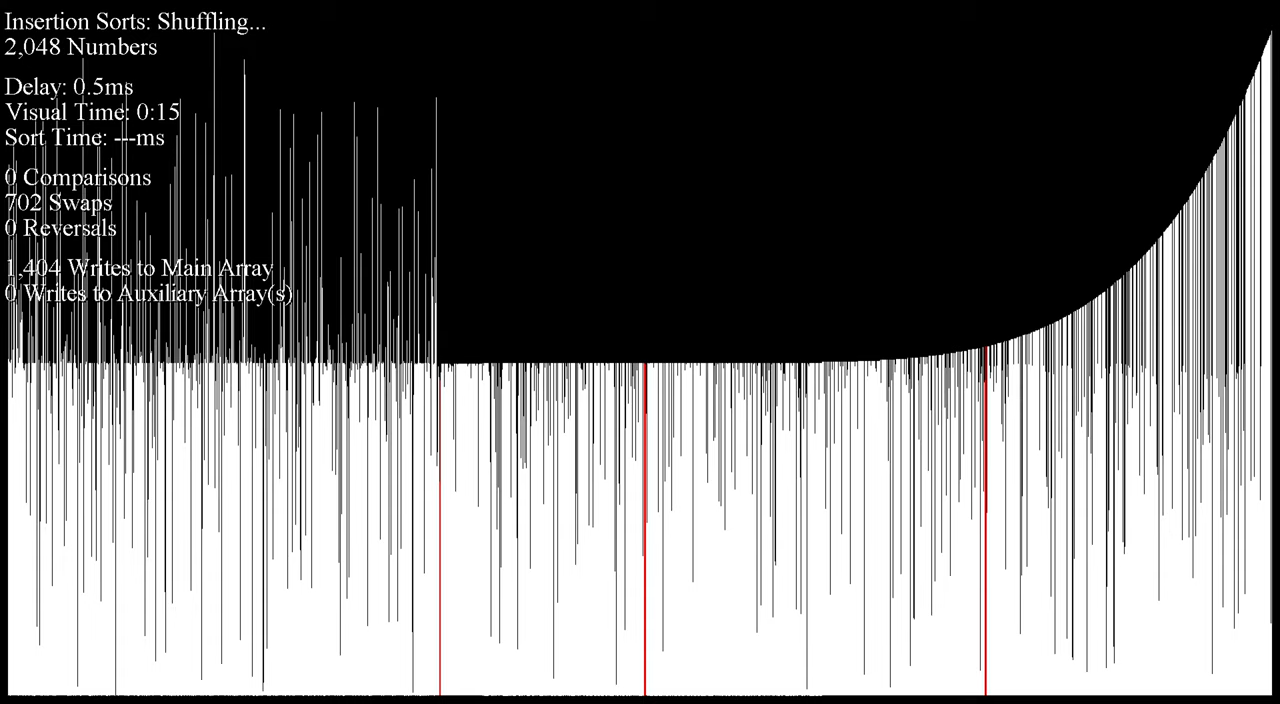 Insertion Sorts: Shuffling...
2,048 Numbers
Delay: 0.5ms
Visual Time: 0:15
Sort Time: ---ms
0 Comparisons
702 Swaps
0 Reversals
1,404 Writes to Main Array
0 Writes to Auxiliary Array(s)